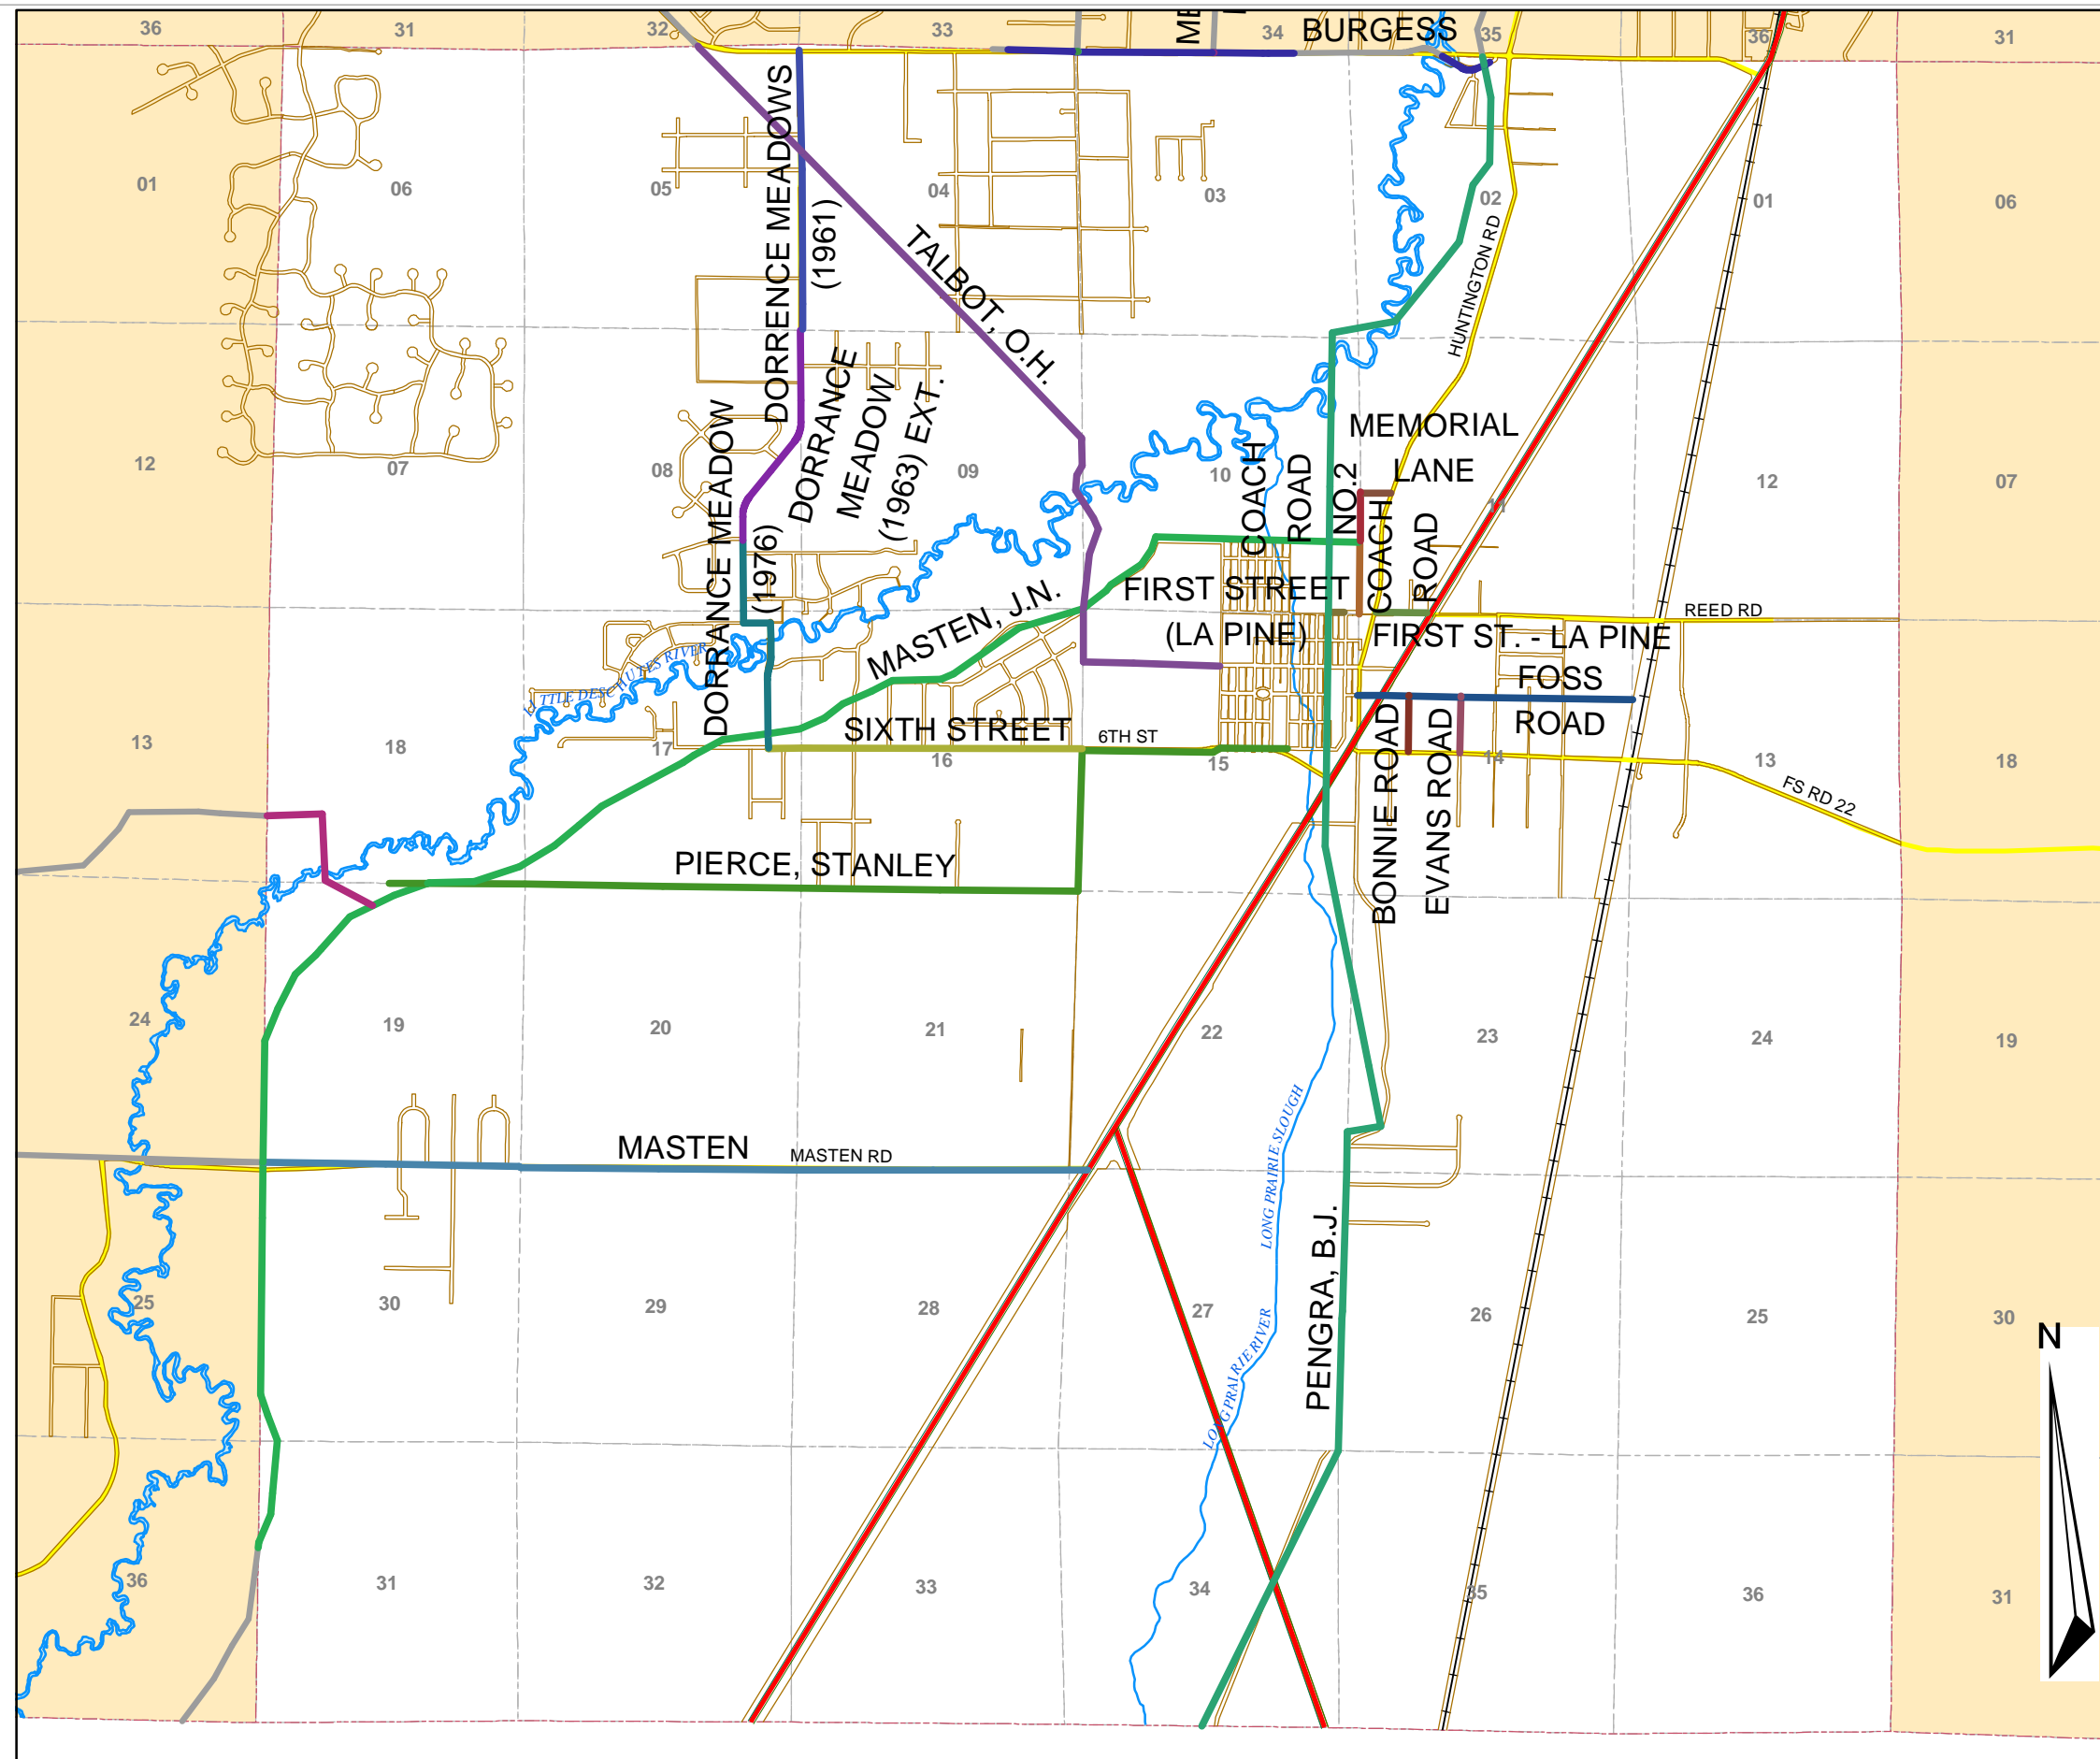 36
31
32
33
34
BURGESS
35
36
31
01
06
05
04
03
02
01
06
DORRENCE MEADOWS
(1961)
TALBOT, O.H.
HUNTINGTON RD
12
07
08
09
10
11
12
07
DORRANCE
MEADOW
(1963) EXT.
DORRANCE MEADOW
(1976)
COACH
ROAD
NO.2
MEMORIAL
LANE
COACH
ROAD
FIRST STREET
(LA PINE)
REED RD
FIRST ST. - LA PINE
MASTEN, J.N.
LITTLE DESCHUTES RIVER
FOSS
ROAD
SIXTH STREET
6TH ST
13
18
17
16
15
14
13
18
BONNIE ROAD
EVANS ROAD
FS RD 22
PIERCE, STANLEY
24
19
20
21
22
23
24
19
LONG PRAIRIE SLOUGH
MASTEN
MASTEN RD
25
30
29
28
27
26
25
30
PENGRA, B.J.
LONG PRAIRIE RIVER
N
36
31
32
33
34
35
36
31